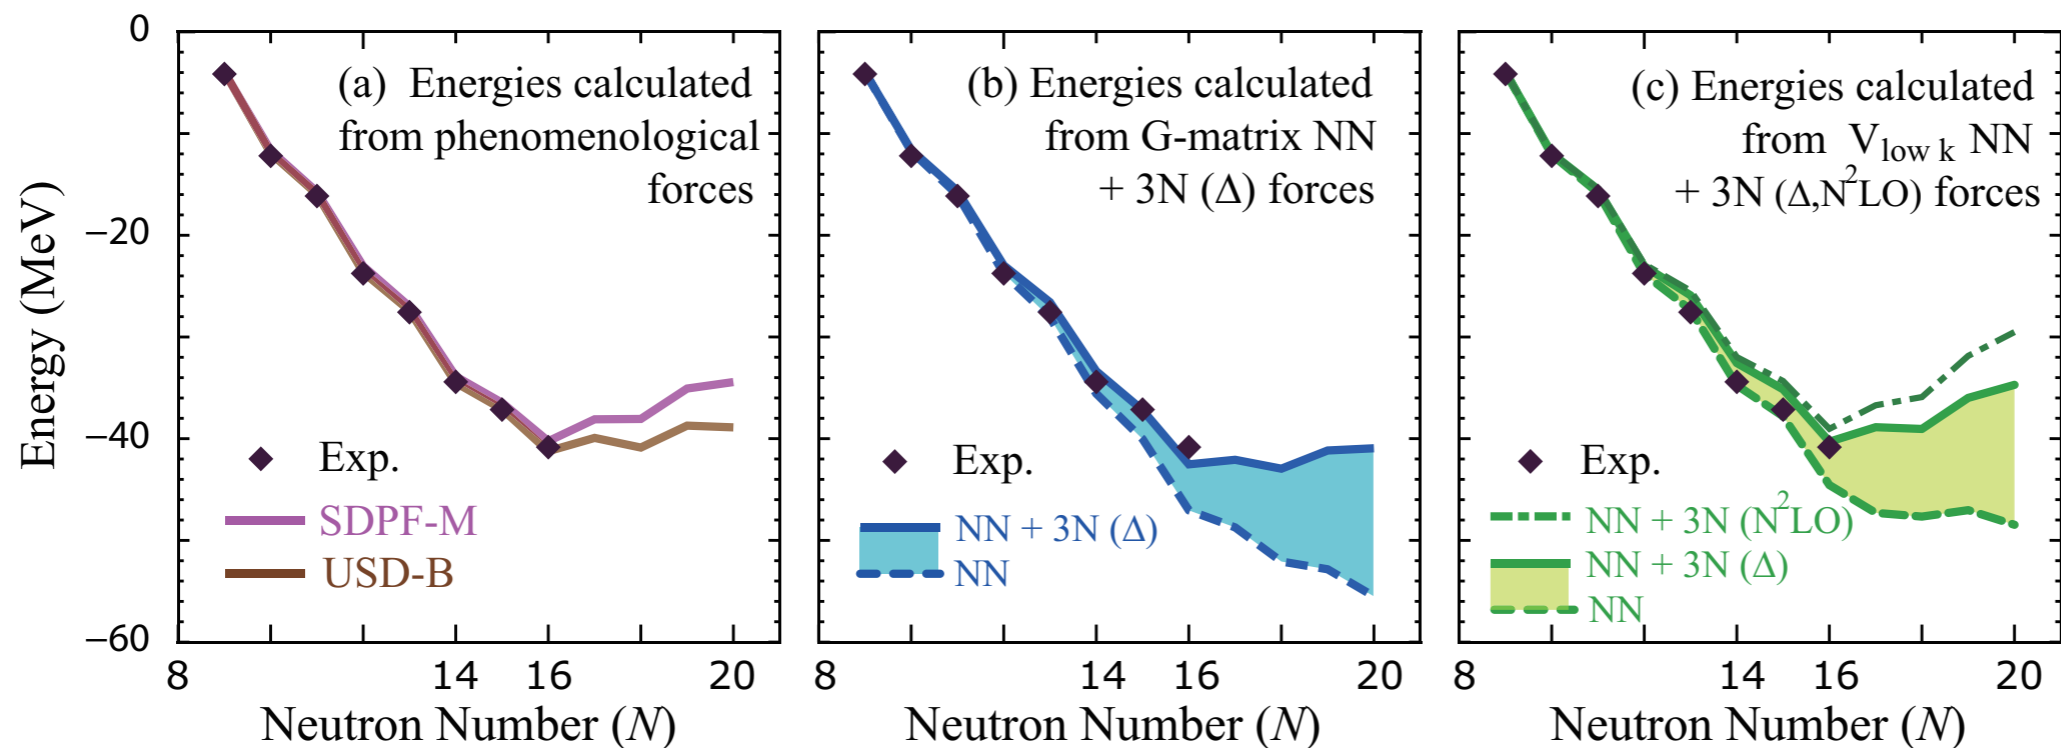 Energy (MeV)
0
−20
−40
−60
(a) Energies calculated
from phenomenological
forces
Exp.
SDPF-M
USD-B
8
14
16
20
Neutron Number (N)
(b) Energies calculated
from G-matrix NN
+ 3N (Δ) forces
Exp.
NN + 3N (Δ)
NN
8
14
16
20
Neutron Number (N)
(c) Energies calculated
from V_low k NN
+ 3N (Δ,N²LO) forces
Exp.
NN + 3N (N²LO)
NN + 3N (Δ)
NN
8
14
16
20
Neutron Number (N)